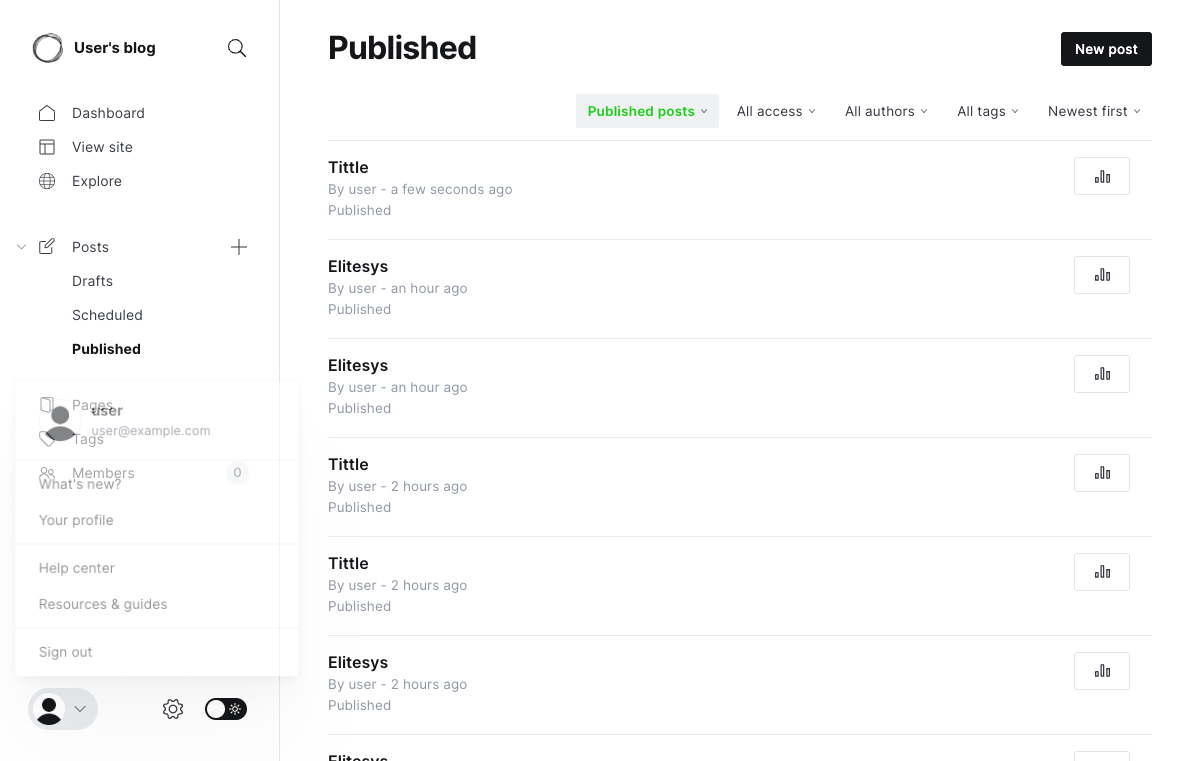 User's blog
Dashboard
View site
Explore
Posts
Drafts
Scheduled
Published
Pages
user
user@example.com
Tags
Members
0
What's new?
Your profile
Help center
Resources & guides
Sign out
Published
New post
Published posts
All access
All authors
All tags
Newest first
Tittle
By user - a few seconds ago
Published
Elitesys
By user - an hour ago
Published
Elitesys
By user - an hour ago
Published
Tittle
By user - 2 hours ago
Published
Tittle
By user - 2 hours ago
Published
Elitesys
By user - 2 hours ago
Published
Elitesys